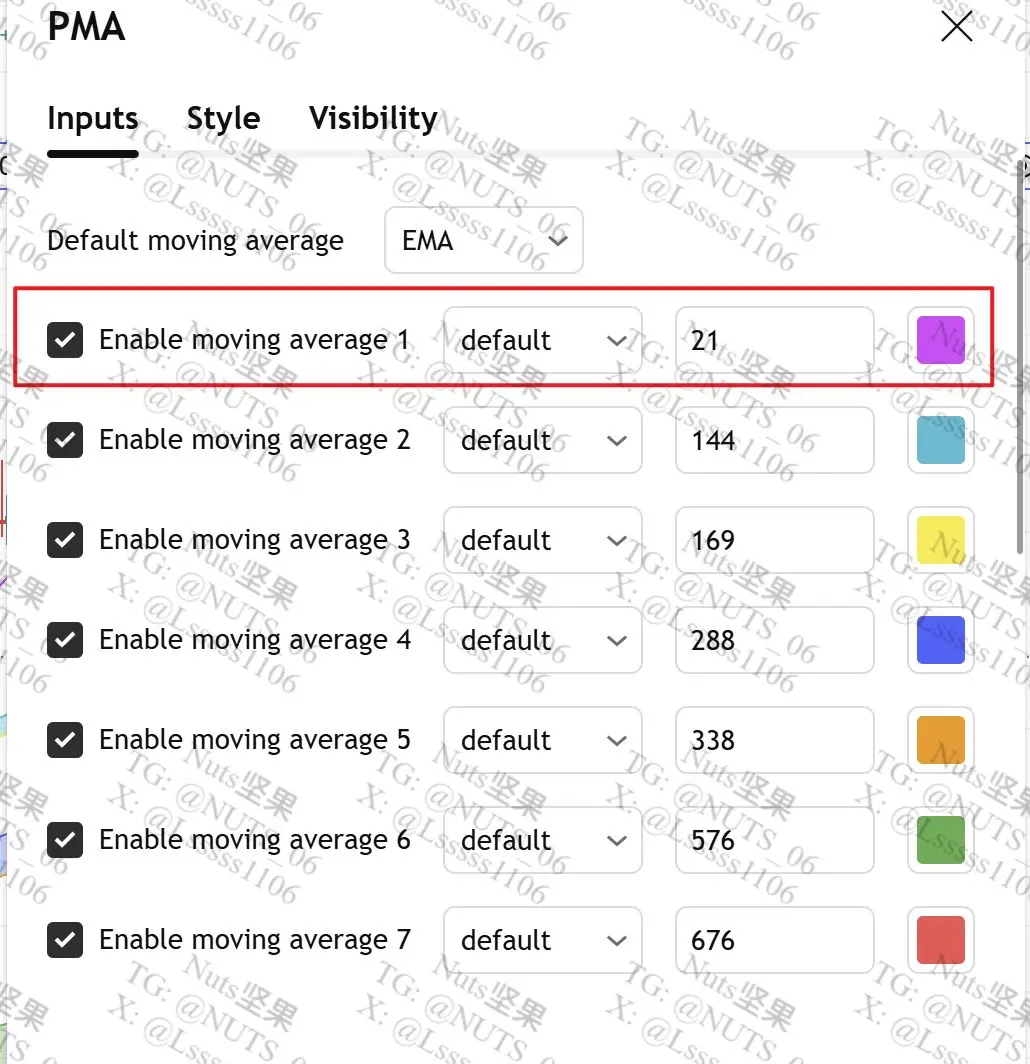 PMA
Inputs Style Visibility
Default moving average EMA
Enable moving average 1 default 21
Enable moving average 2 default 144
Enable moving average 3 default 169
Enable moving average 4 default 288
Enable moving average 5 default 338
Enable moving average 6 default 576
Enable moving average 7 default 676
Nuts坚果
TG: @NUTS_06
X: @Lsssss1106